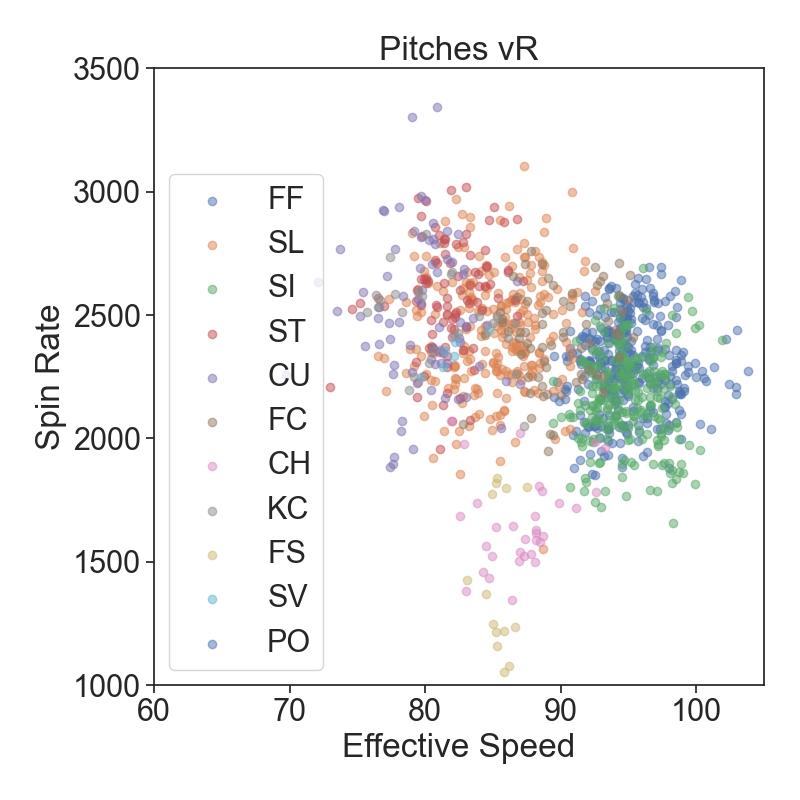 Pitches vR
3500
3000
2500
2000
1500
1000
Spin Rate
FF
SL
SI
ST
CU
FC
CH
KC
FS
SV
PO
60 70 80 90 100
Effective Speed